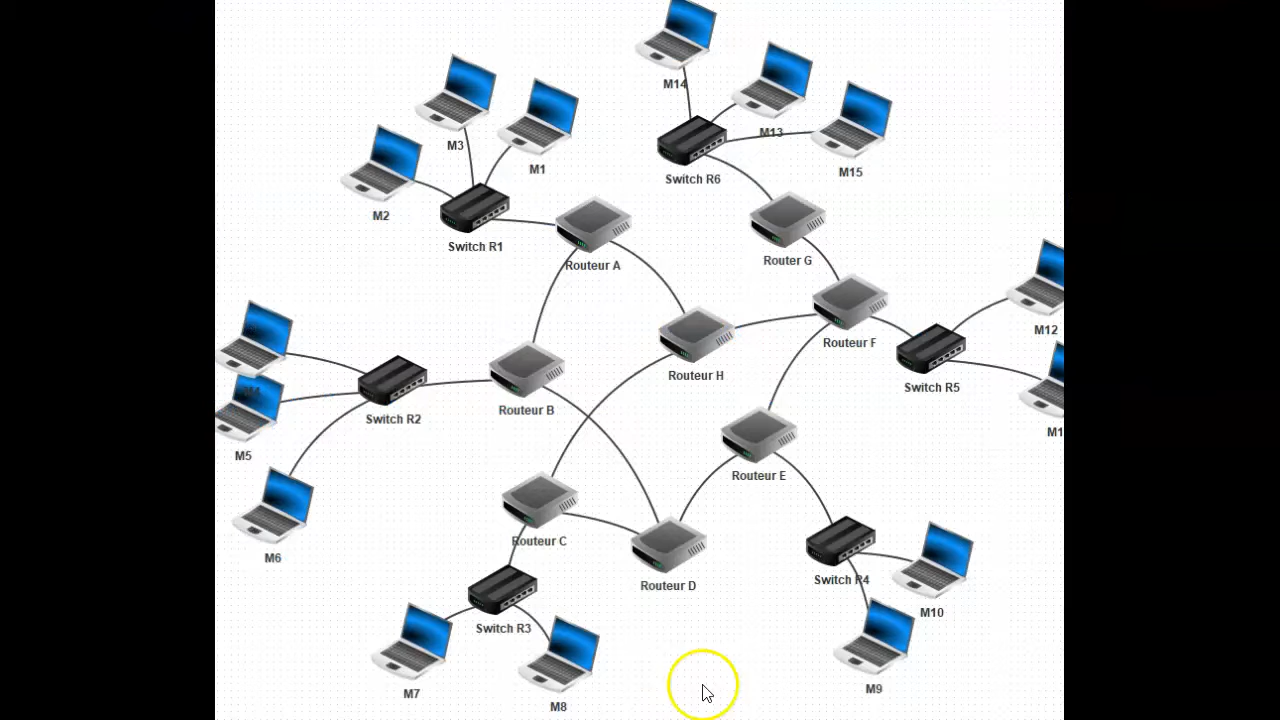 M14
M13
M3
M1
M15
Switch R6
M2
Switch R1
Routeur A
Router G
M12
Routeur F
Routeur H
Switch R5
Routeur B
Switch R2
M1
M5
Routeur E
Routeur C
M6
Switch R4
Routeur D
M10
Switch R3
M9
M7
M8